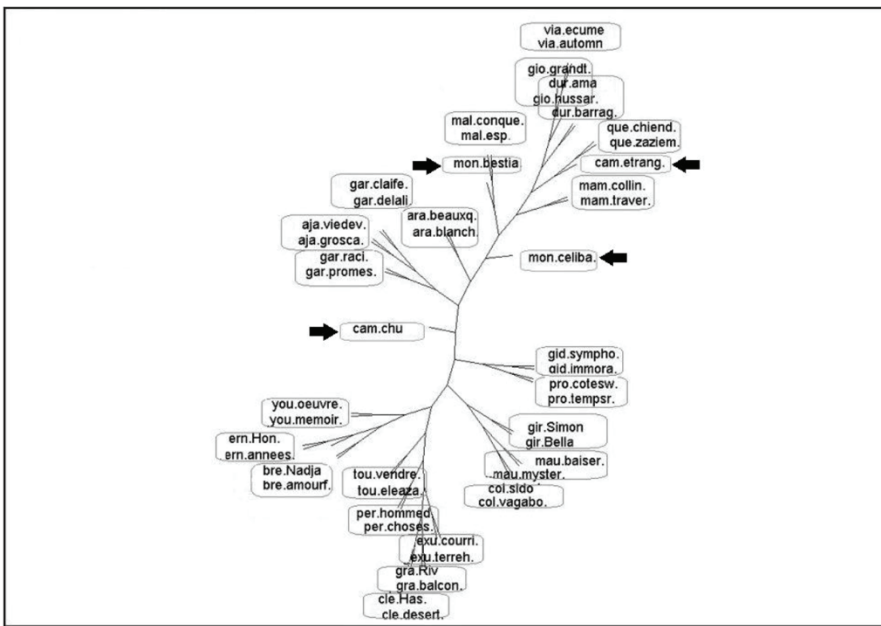 via.ecume
via.automn
gio.grandt.
dur.ama
gio.hussar.
dur.barrag.
mal.conque.
mal.esp.
que.chiend.
que.zaziem.
mon.bestia
cam.etrang.
gar.claife.
gar.delali.
mam.collin.
mam.traver.
ara.beauxq.
ara.blanch.
aja.viedev.
aja.grosca.
gar.raci.
gar.promes.
mon.celiba.
cam.chu
gid.sympho.
gid.immora.
pro.cotesw.
pro.tempsr.
you.oeuvre.
you.memoir.
gir.Simon
gir.Bella
ern.Hon.
ern.annees.
mau.baiser.
mau.myster.
bre.Nadja
bre.amourf.
tou.vendre.
tou.eleaza.
col.sido
col.vagabo.
per.hommed
per.choses.
exu.courri.
exu.terreh.
gra.Riv
gra.balcon.
cle.Has.
cle.desert.